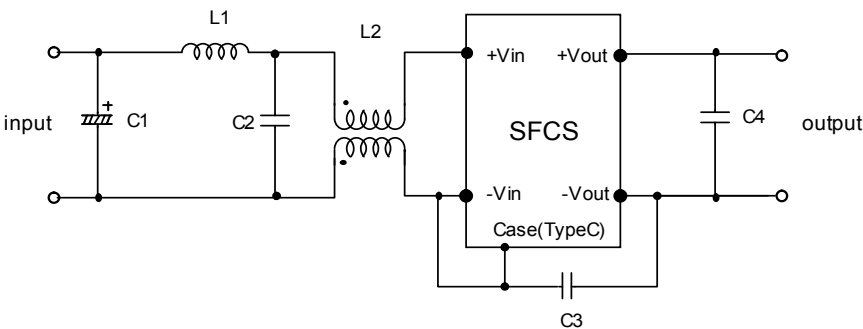 L1
L2
+Vin
+Vout
input
+
C1
C2
SFCS
C4
output
-Vin
-Vout
Case(TypeC)
C3